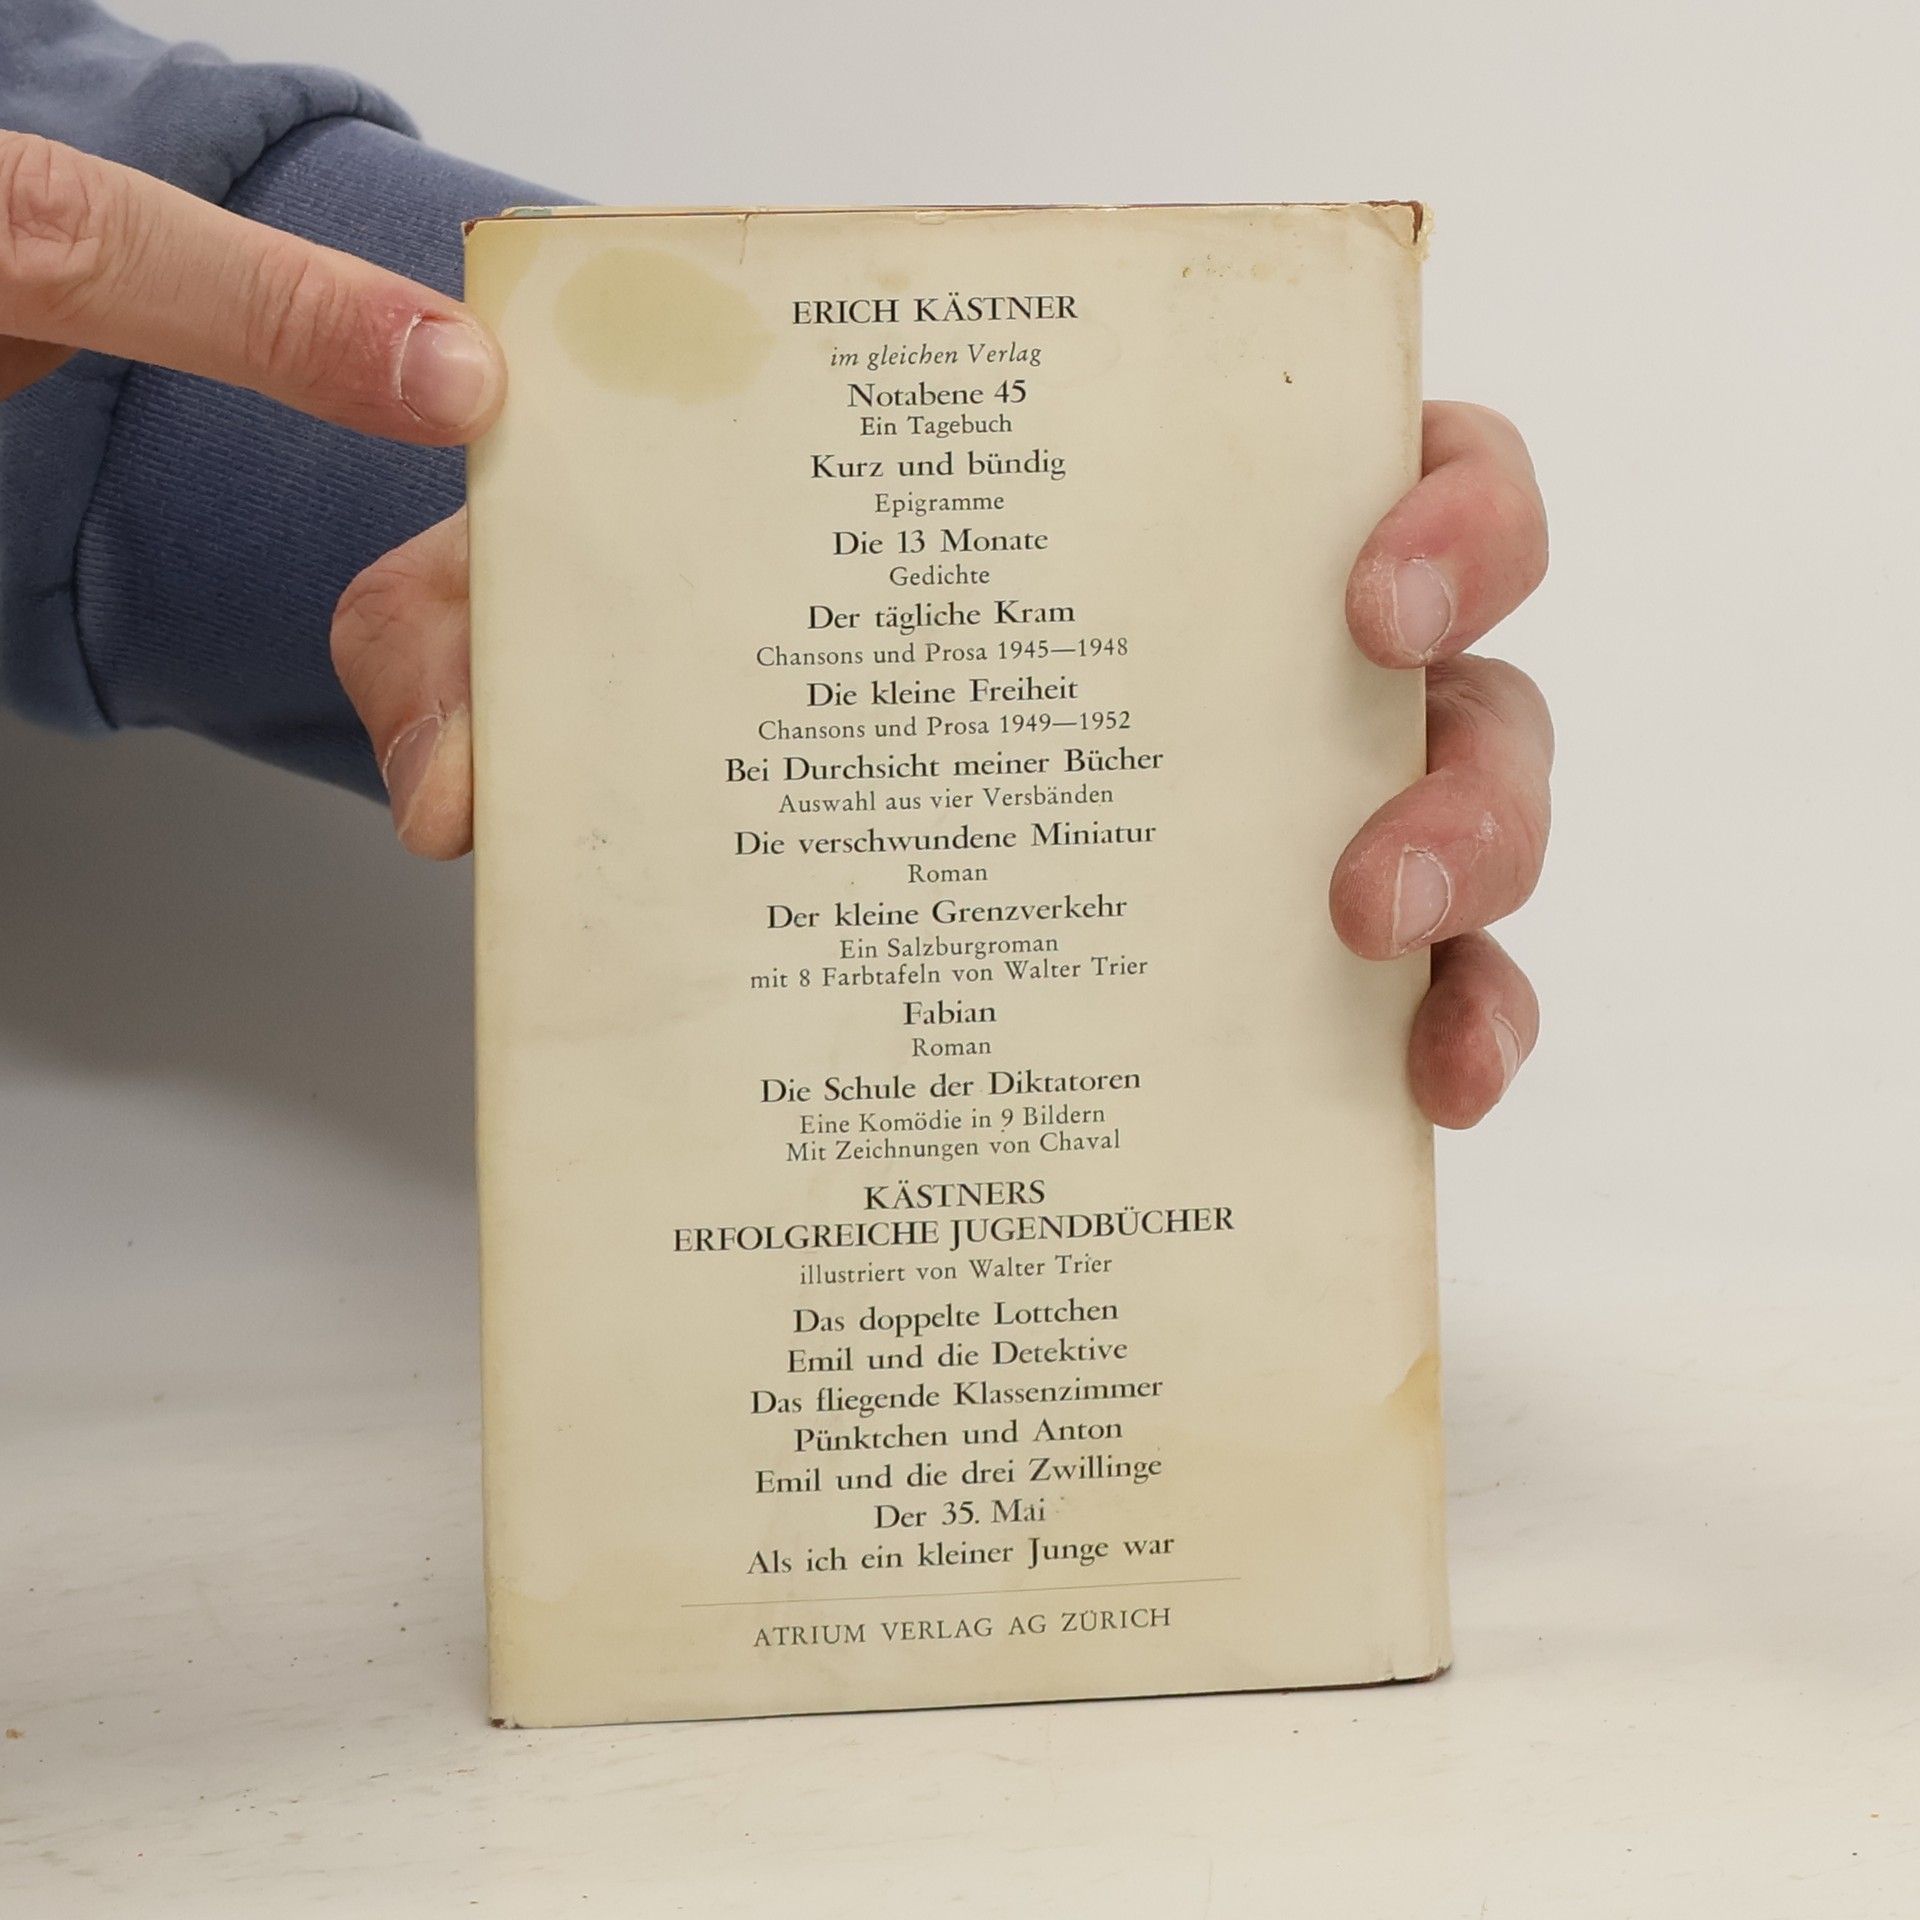 ERICH KÄSTNER
im gleichen Verlag
Notabene 45
Ein Tagebuch
Kurz und bündig
Epigramme
Die 13 Monate
Gedichte
Der tägliche Kram
Chansons und Prosa 1945—1948
Die kleine Freiheit
Chansons und Prosa 1949—1952
Bei Durchsicht meiner Bücher
Auswahl aus vier Versbänden
Die verschwundene Miniatur
Roman
Der kleine Grenzverkehr
Ein Salzburgroman
mit 8 Farbtafeln von Walter Trier
Fabian
Roman
Die Schule der Diktatoren
Eine Komödie in 9 Bildern
Mit Zeichnungen von Chaval
KÄSTNERS
ERFOLGREICHE JUGENDBÜCHER
illustriert von Walter Trier
Das doppelte Lottchen
Emil und die Detektive
Das fliegende Klassenzimmer
Pünktchen und Anton
Emil und die drei Zwillinge
Der 35. Mai
Als ich ein kleiner Junge war
ATRIUM VERLAG AG ZÜRICH